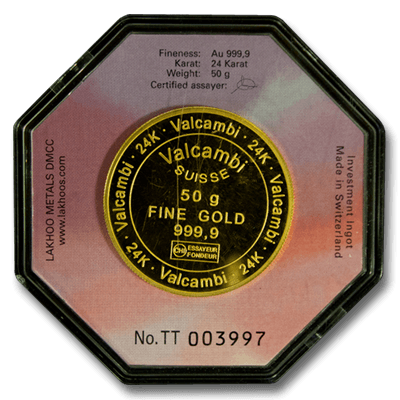 Fineness: Au 999,9
Karat: 24 Karat
Weight: 50 g
Certified assayer:
LAKHOO METALS DMCC
www.lakhoos.com
Investment Ingot
Made in Switzerland
Valcambi · 24K · Valcambi · 24K · Valcambi · 24K · Valcambi · 24K ·
Valcambi
SUISSE
50 g
FINE GOLD
999,9
CHI ESSAYEUR
FONDEUR
No.TT 003997